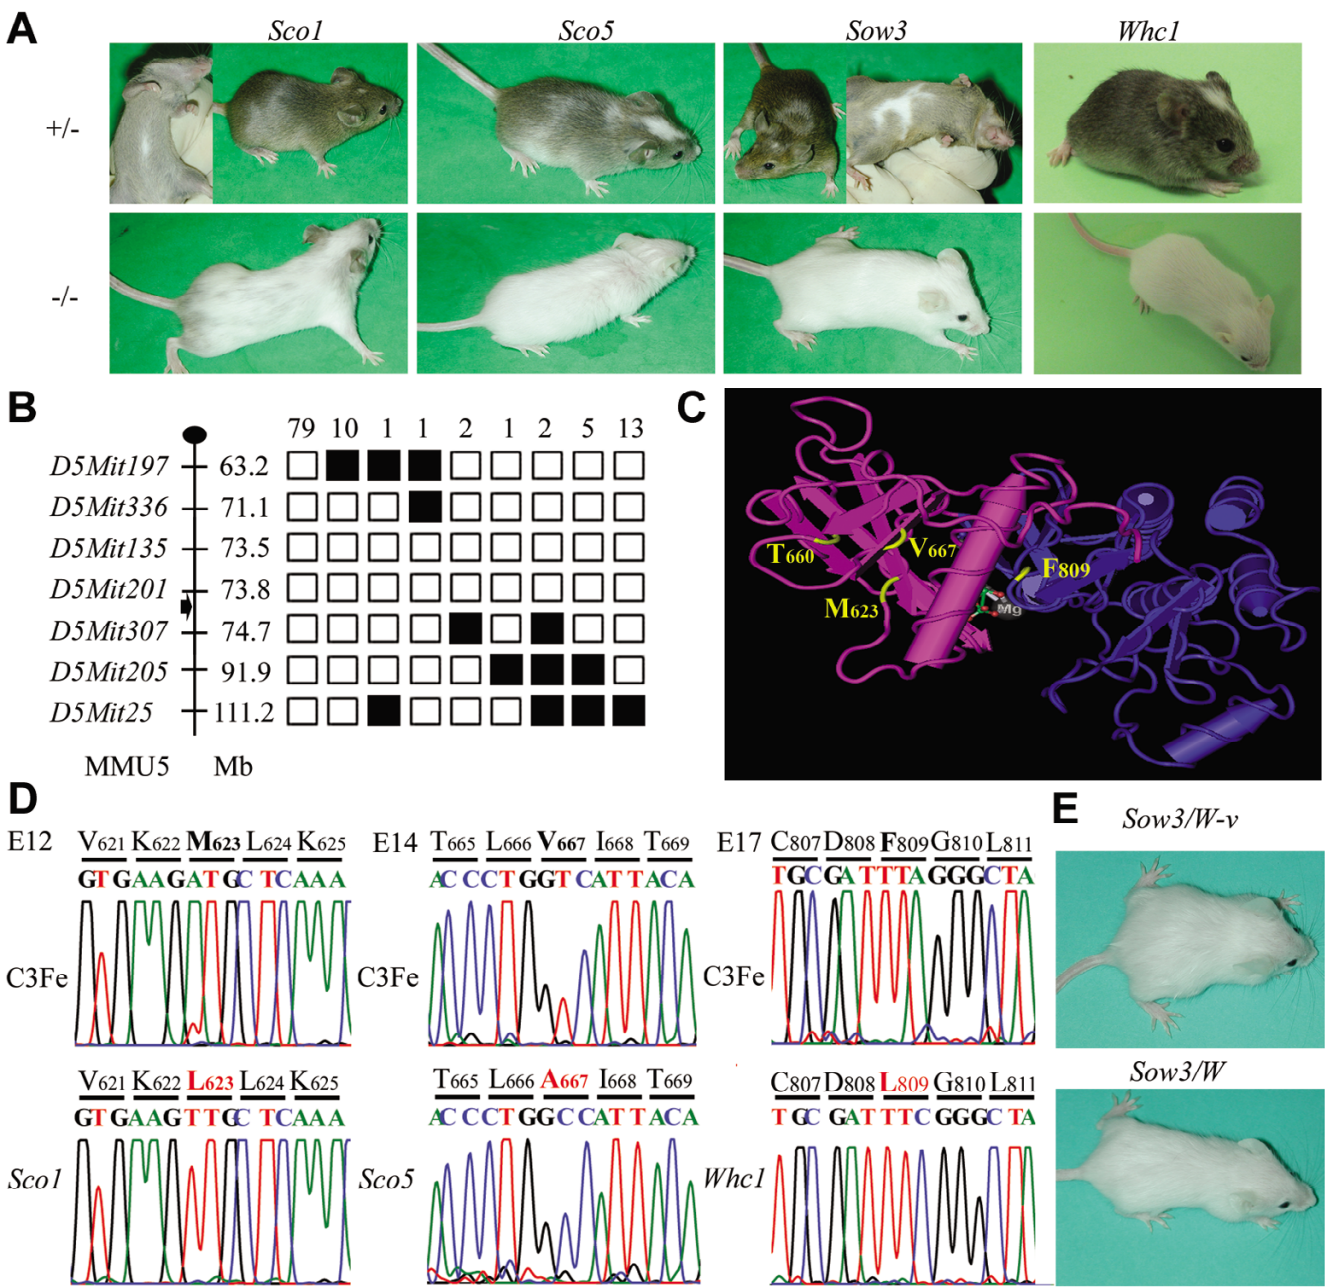 A
Sco1 Sco5 Sow3 Whc1
+/-
-/-
B
79 10 1 1 2 1 2 5 13
D5Mit197 63.2
D5Mit336 71.1
D5Mit135 73.5
D5Mit201 73.8
D5Mit307 74.7
D5Mit205 91.9
D5Mit25 111.2
MMU5 Mb
C
T660
V667
F809
M623
Mg
D
E12 V621 K622 M623 L624 K625
GTGAAGATGCTCAAA
C3Fe
V621 K622 L623 L624 K625
GTGAAGTTGCTCAAA
Sco1
E14 T665 L666 V667 I668 T669
ACCCTGGTCATTACA
C3Fe
T665 L666 A667 I668 T669
ACCCTGGCCATTACA
Sco5
E17 C807 D808 F809 G810 L811
TGCGATTTAGGGCTA
C3Fe
C807 D808 L809 G810 L811
TGCGATTTCGGGCTA
Whc1
E
Sow3/W-v
Sow3/W